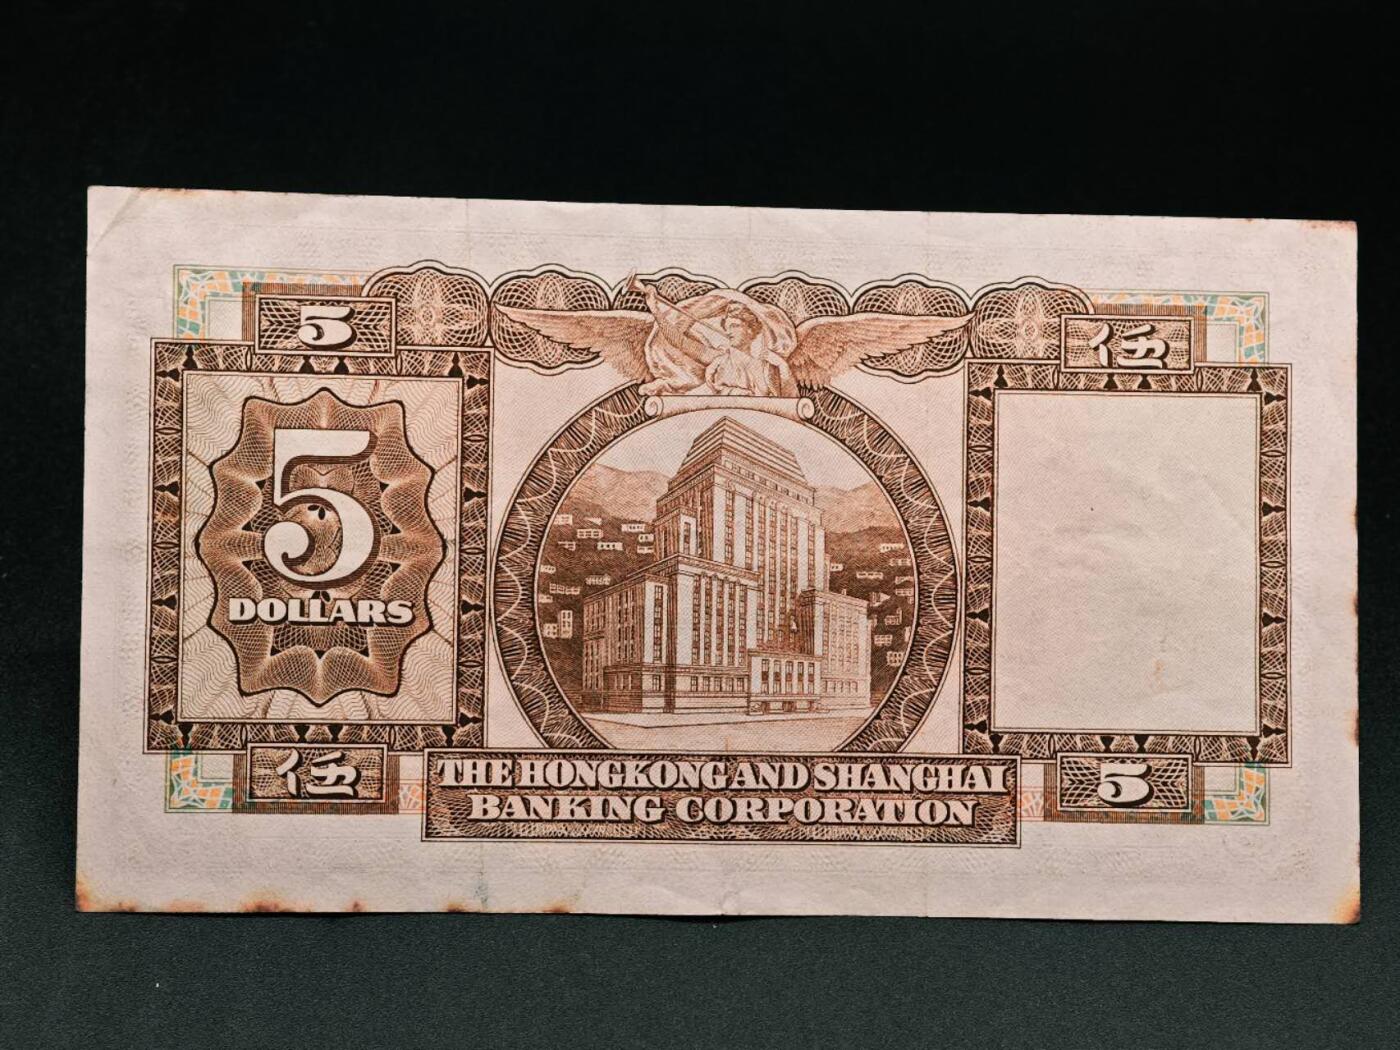 5
伍
5
DOLLARS
伍
5
THE HONGKONG AND SHANGHAI
BANKING CORPORATION